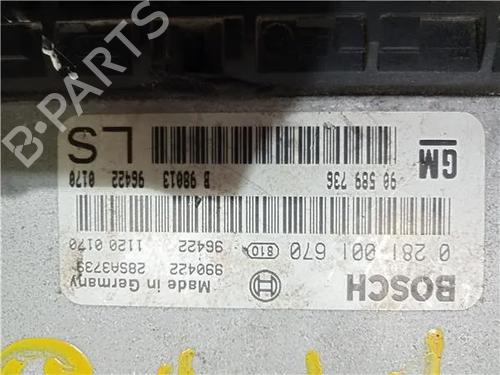 GM
LS
90 589 736
B 98013 96422 0170
0 281 001 670 810
96422 1120 0170
BOSCH
990422 285A3739
Made in Germany
B-PARTS